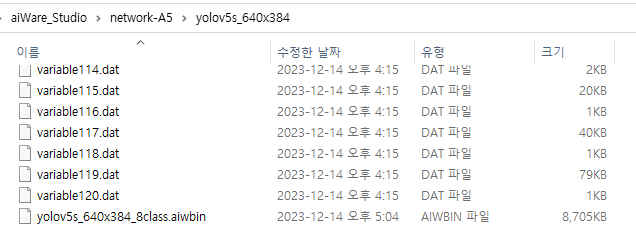 aiWare_Studio > network-A5 > yolov5s_640x384
이름 수정한 날짜 유형 크기
variable114.dat 2023-12-14 오후 4:15 DAT 파일 2KB
variable115.dat 2023-12-14 오후 4:15 DAT 파일 20KB
variable116.dat 2023-12-14 오후 4:15 DAT 파일 1KB
variable117.dat 2023-12-14 오후 4:15 DAT 파일 40KB
variable118.dat 2023-12-14 오후 4:15 DAT 파일 1KB
variable119.dat 2023-12-14 오후 4:15 DAT 파일 79KB
variable120.dat 2023-12-14 오후 4:15 DAT 파일 1KB
yolov5s_640x384_8class.aiwbin 2023-12-14 오후 5:04 AIWBIN 파일 8,705KB